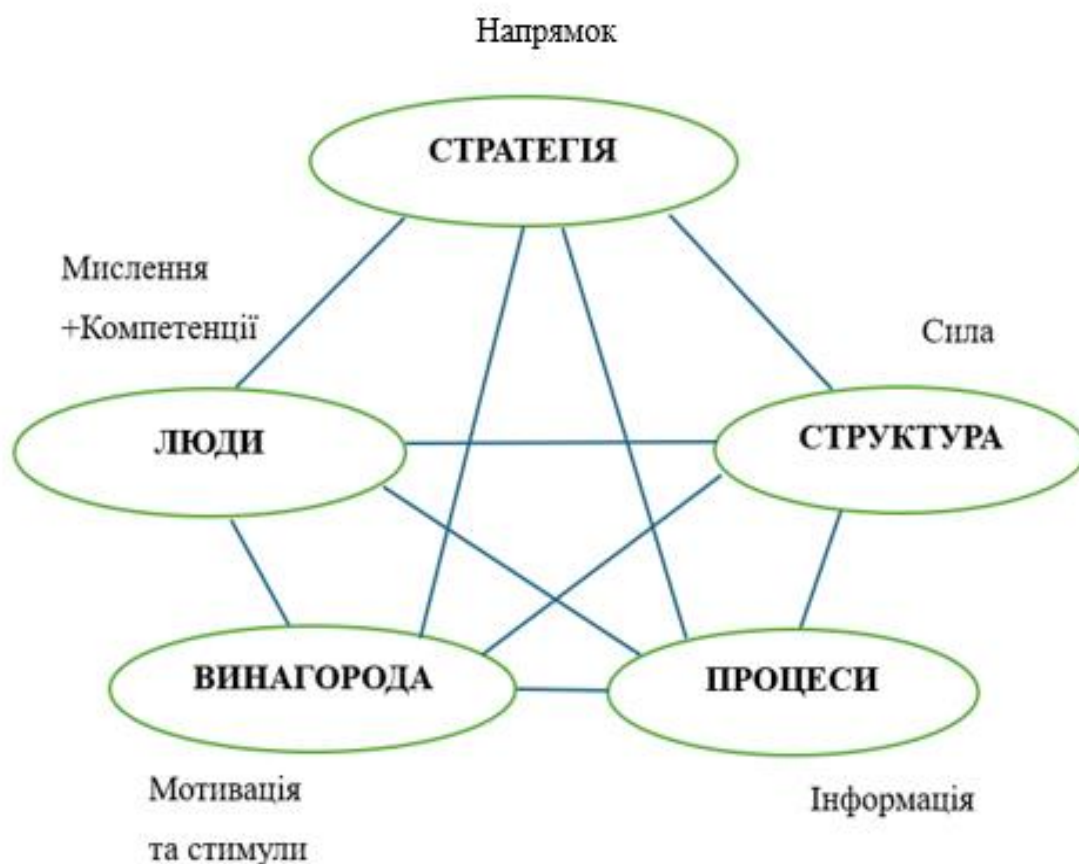 Напрямок
СТРАТЕГІЯ
Мислення
+Компетенції
Сила
ЛЮДИ
СТРУКТУРА
ВИНАГОРОДА
ПРОЦЕСИ
Мотивація
та стимули
Інформація